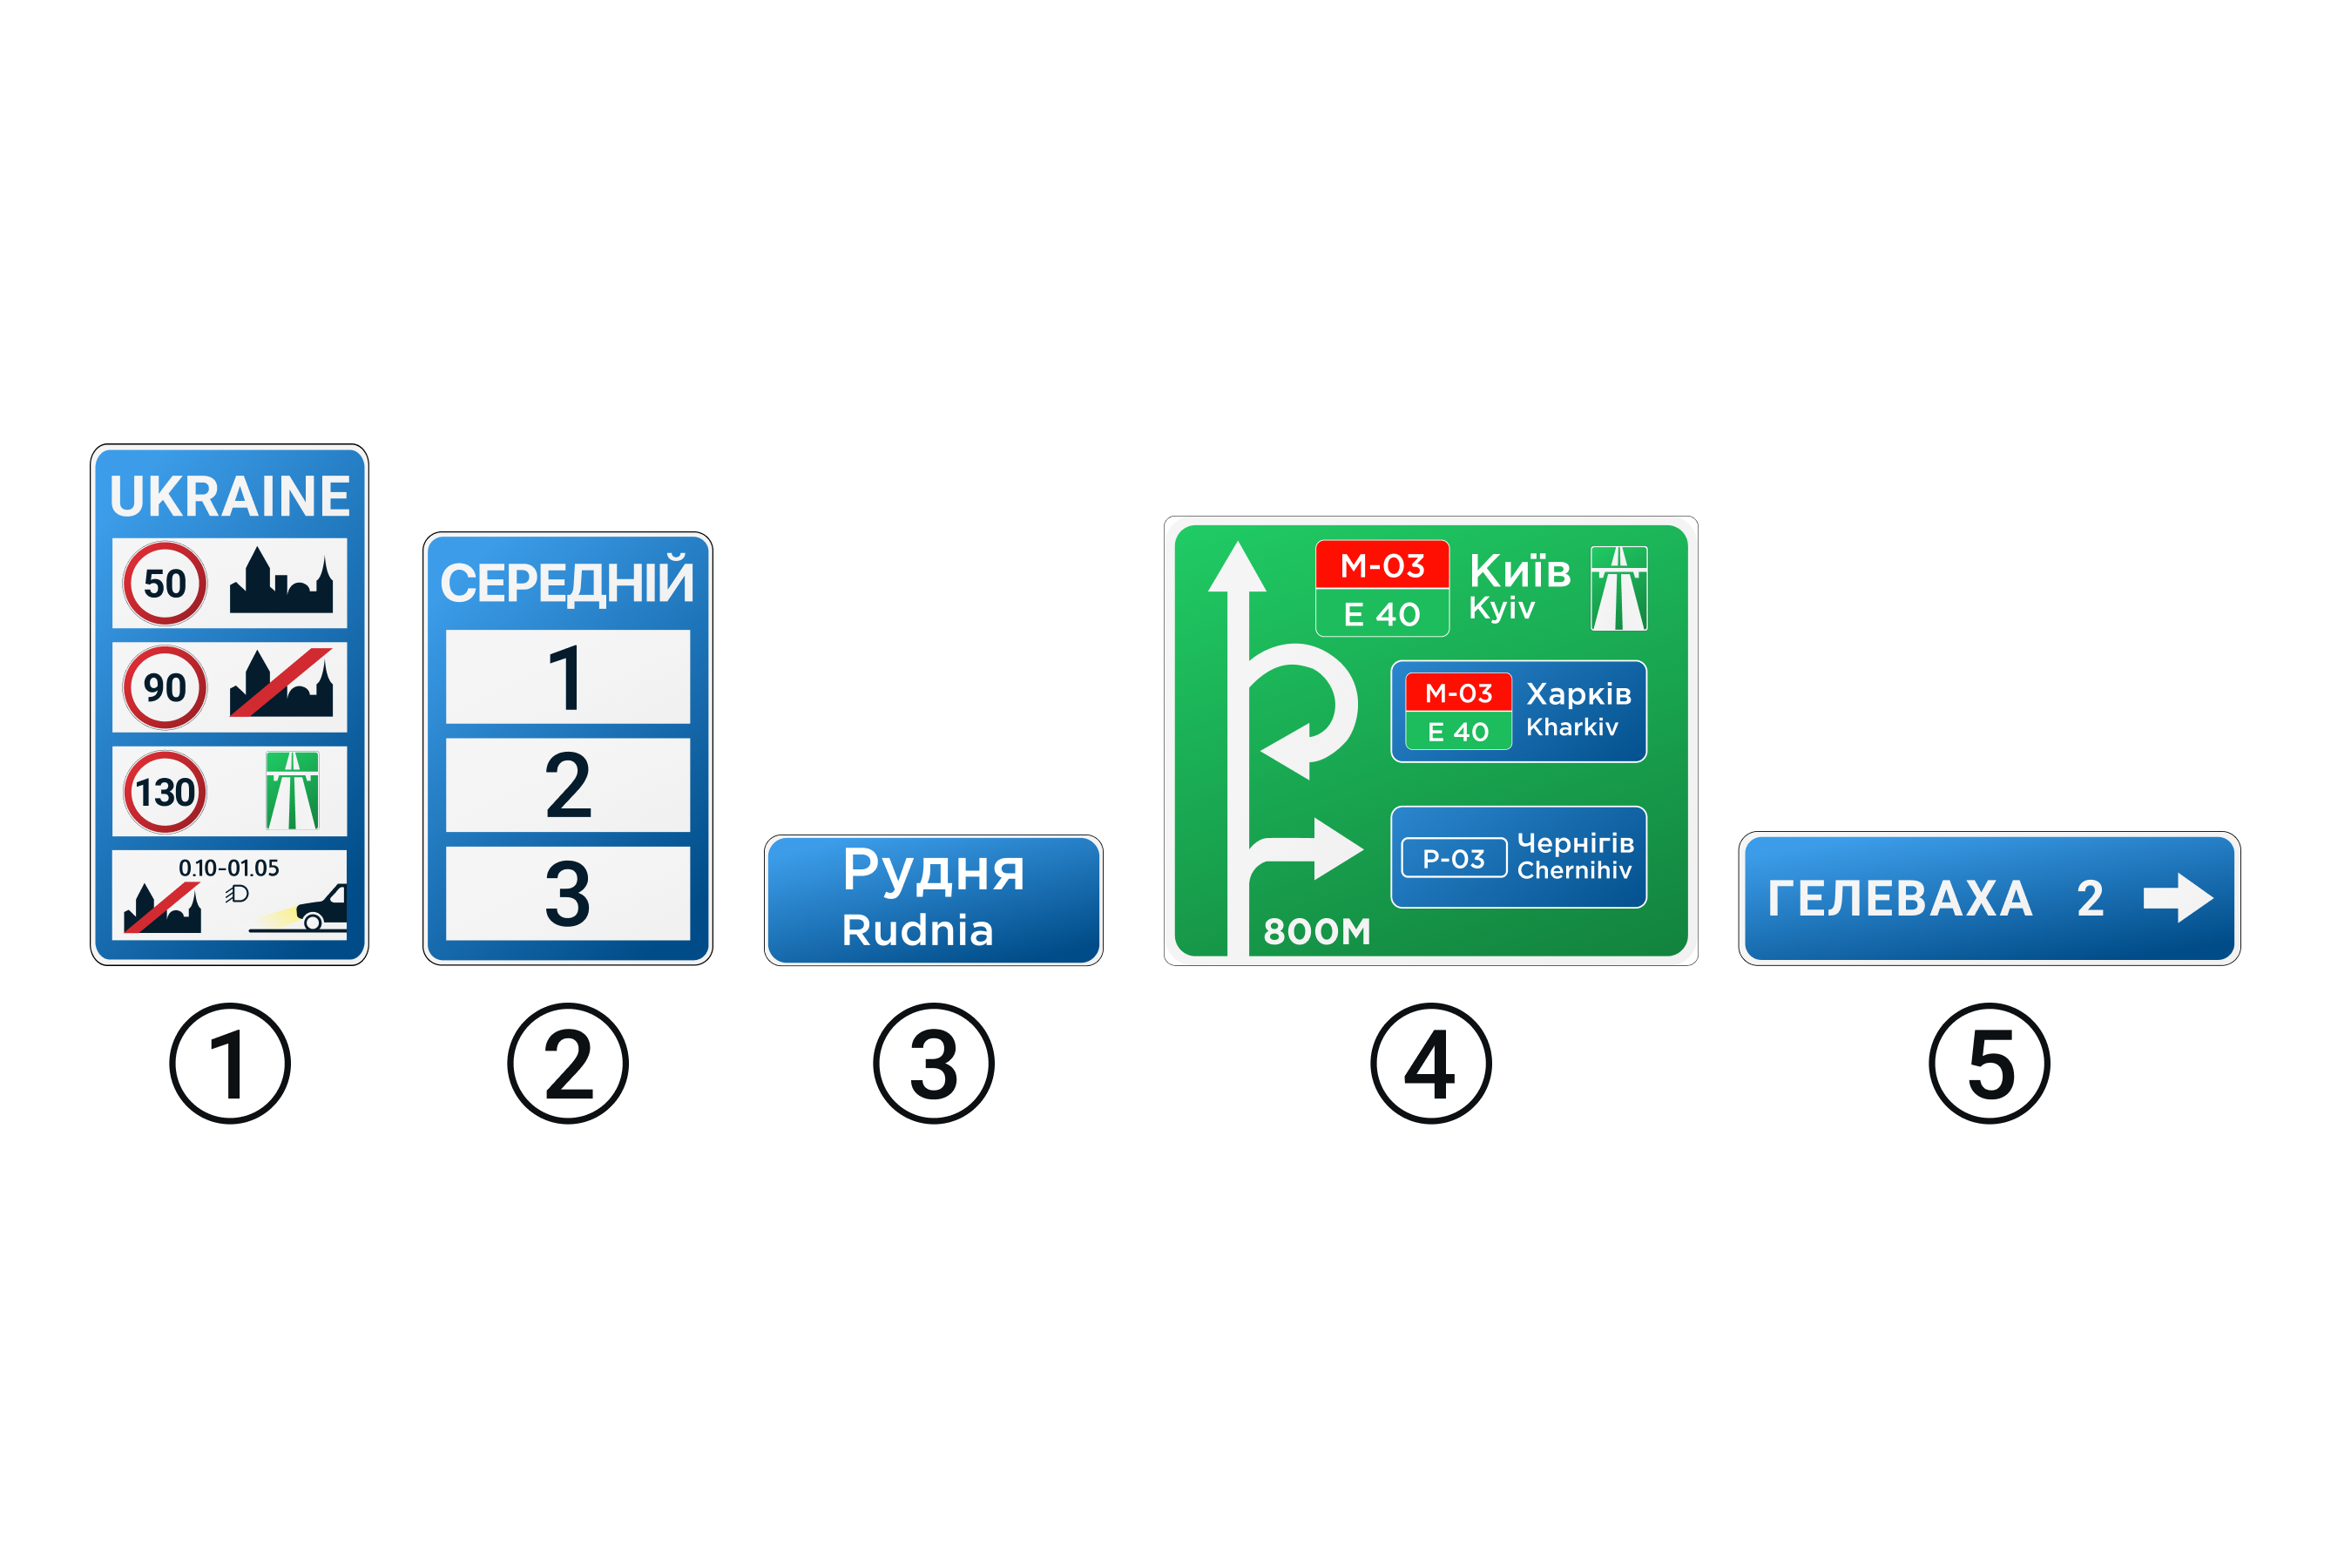 UKRAINE
50
90
130
0.10-01.05
1
СЕРЕДНІЙ
1
2
3
2
Рудня
Rudnia
3
М-03
Е 40
Київ
Kyiv
М-03
Е 40
Харків
Kharkiv
Р-03
Чернігів
Chernihiv
800М
4
ГЕЛЕВАХА 2
5